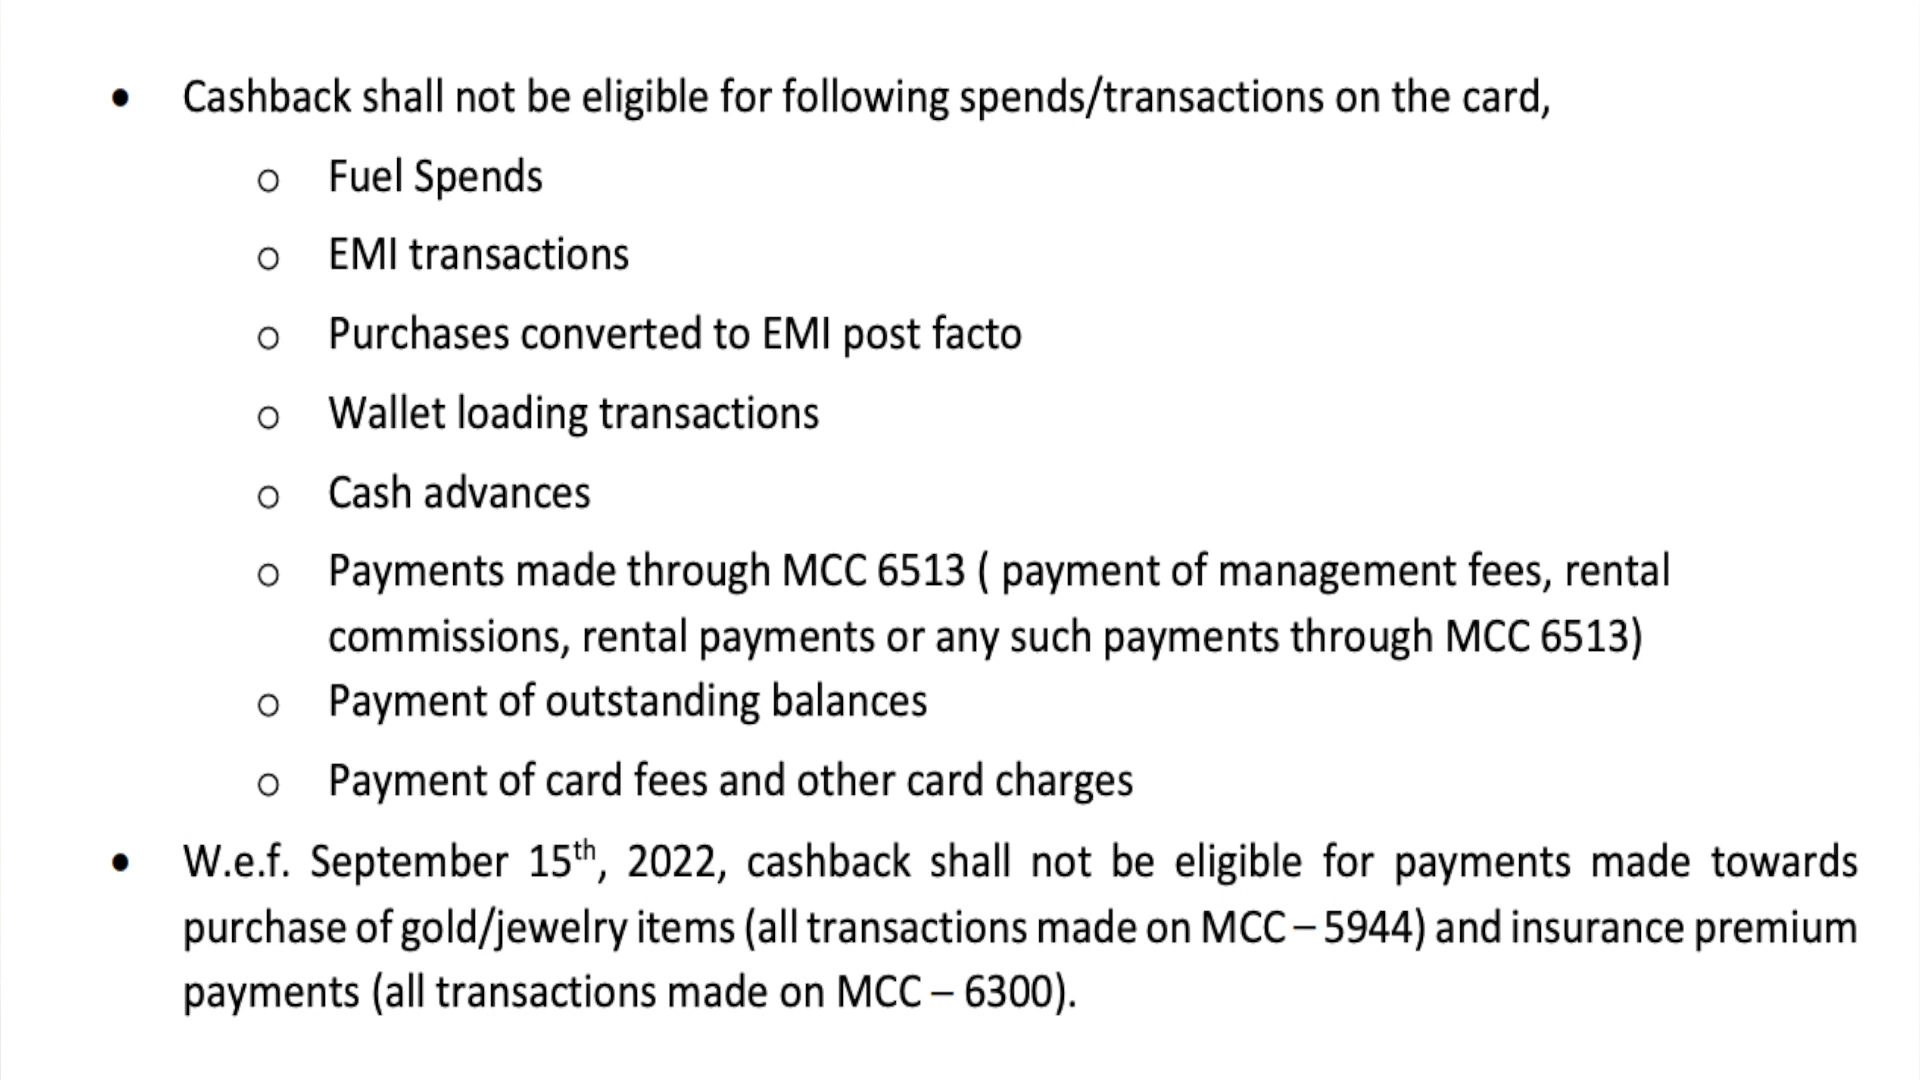 • Cashback shall not be eligible for following spends/transactions on the card,
o Fuel Spends
o EMI transactions
o Purchases converted to EMI post facto
o Wallet loading transactions
o Cash advances
o Payments made through MCC 6513 ( payment of management fees, rental
commissions, rental payments or any such payments through MCC 6513)
o Payment of outstanding balances
o Payment of card fees and other card charges
• W.e.f. September 15th, 2022, cashback shall not be eligible for payments made towards
purchase of gold/jewelry items (all transactions made on MCC – 5944) and insurance premium
payments (all transactions made on MCC – 6300).